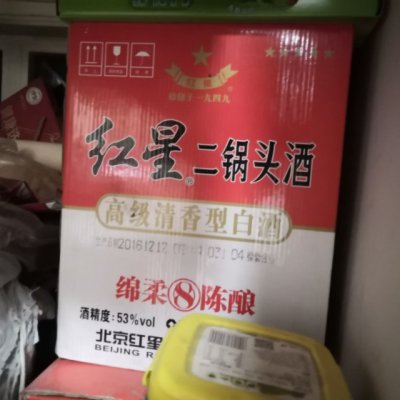 红星
始创于一九四九
红星® 二锅头酒
高级清香型白酒
20161212
绵柔8陈酿
酒精度:53%vol
北京红星
BEIJING R